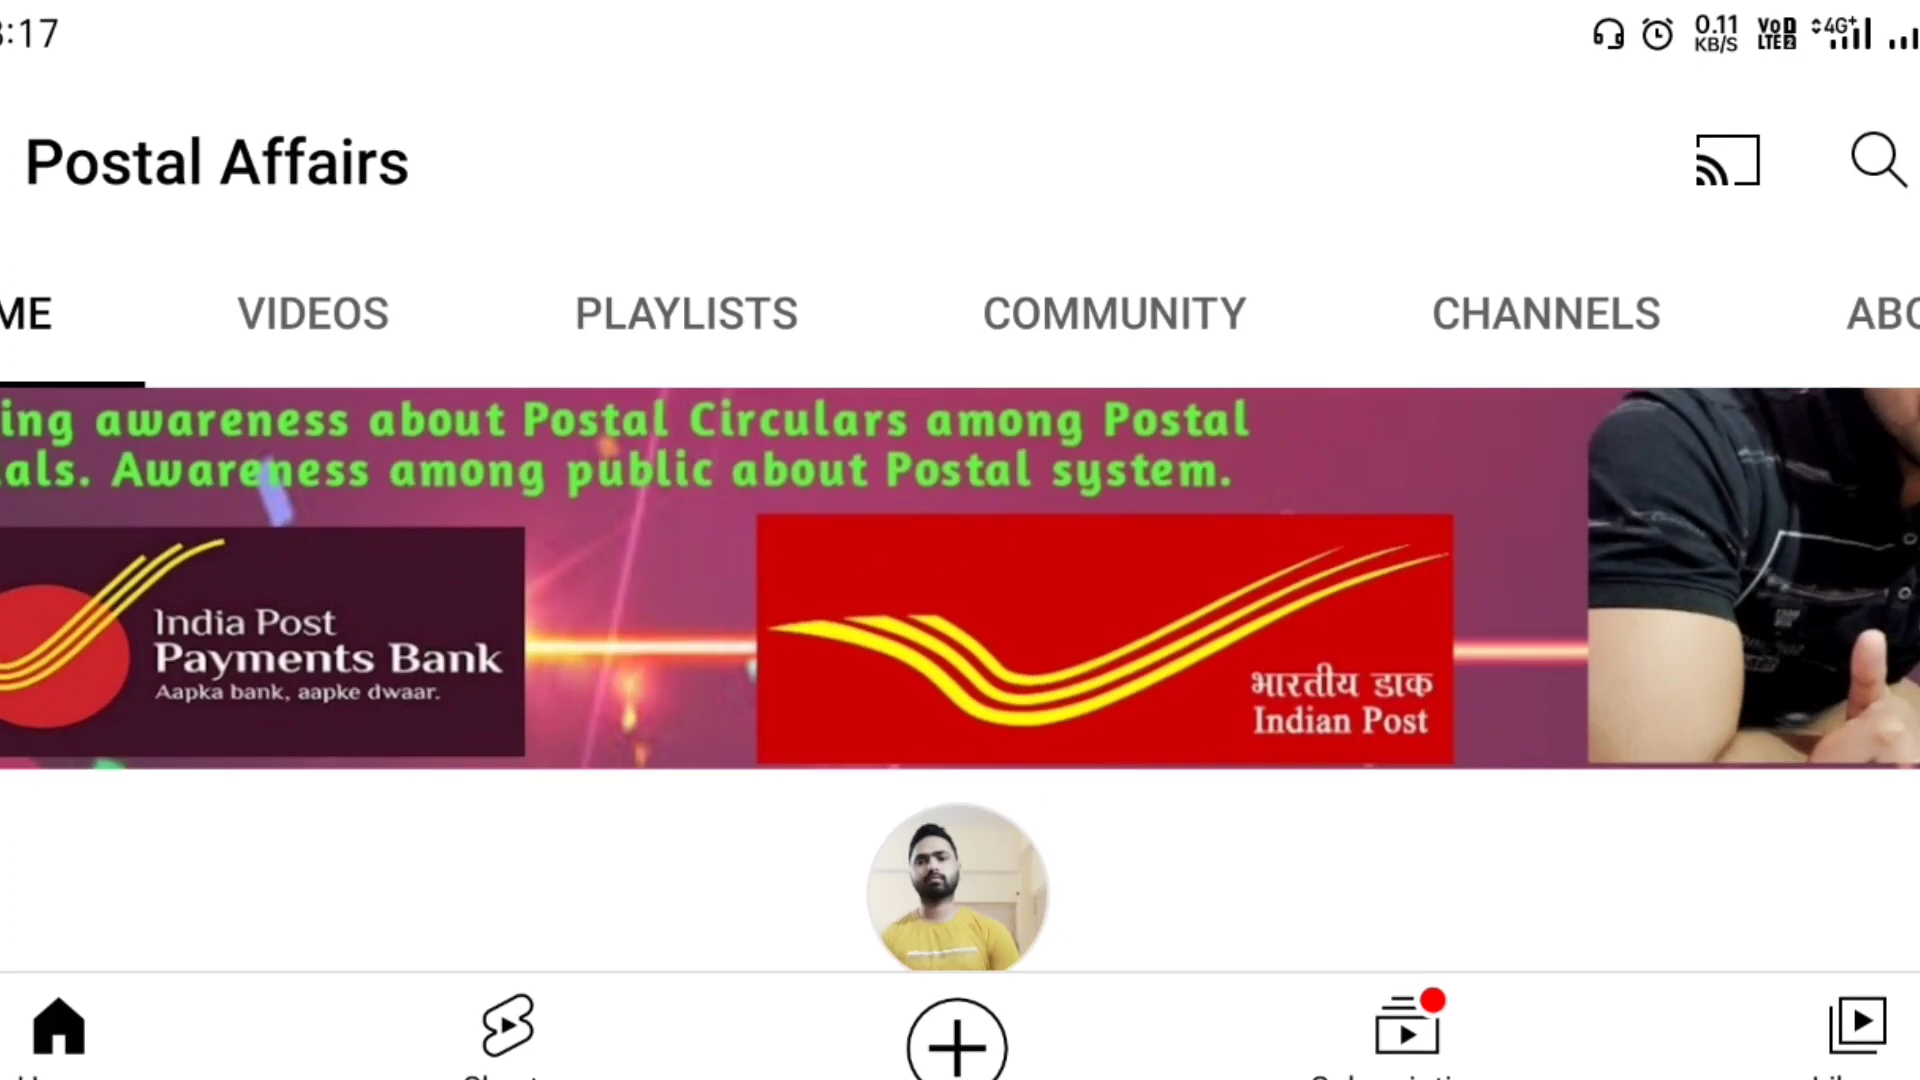 :17
0.11
KB/S
VoD
LTE 2
4G+
Postal Affairs
ME
VIDEOS
PLAYLISTS
COMMUNITY
CHANNELS
ABO
ing awareness about Postal Circulars among Postal
als. Awareness among public about Postal system.
India Post
Payments Bank
Aapka bank, aapke dwaar.
भारतीय डाक
Indian Post